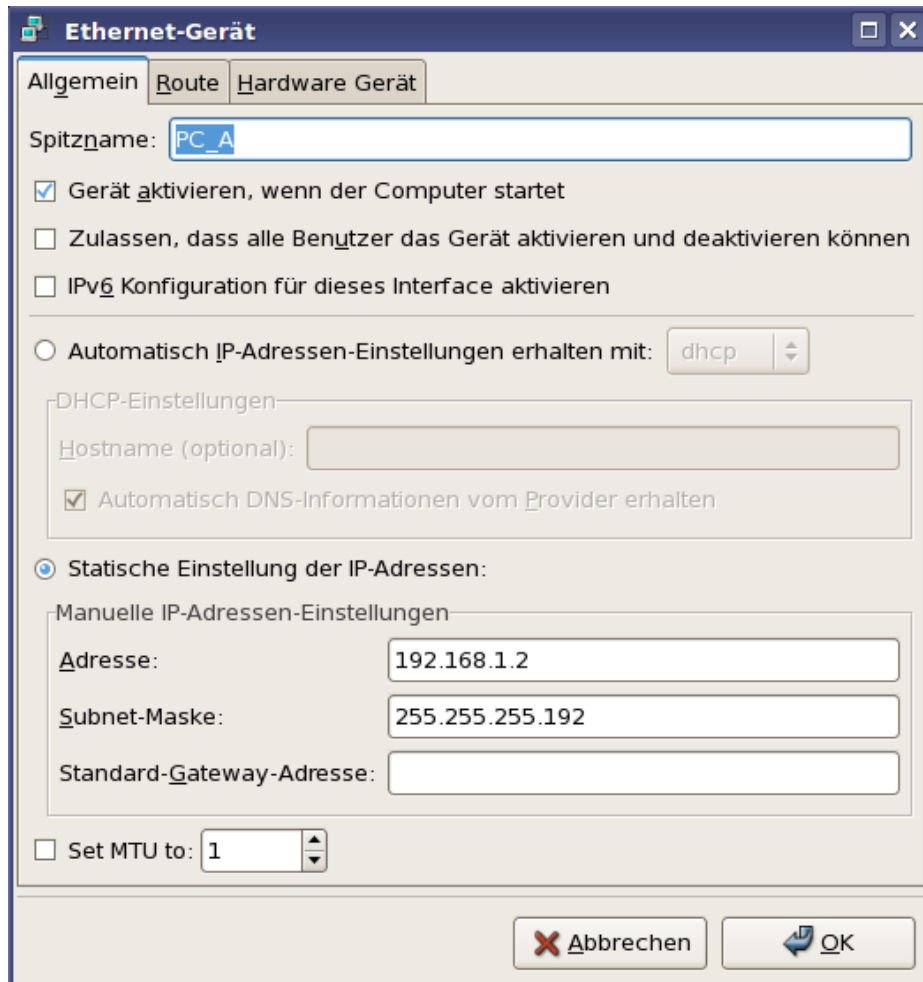 Ethernet-Gerät
Allgemein Route Hardware Gerät
Spitzname: PC_A
Gerät aktivieren, wenn der Computer startet
Zulassen, dass alle Benutzer das Gerät aktivieren und deaktivieren können
IPv6 Konfiguration für dieses Interface aktivieren
Automatisch IP-Adressen-Einstellungen erhalten mit: dhcp
DHCP-Einstellungen
Hostname (optional):
Automatisch DNS-Informationen vom Provider erhalten
Statische Einstellung der IP-Adressen:
Manuelle IP-Adressen-Einstellungen
Adresse: 192.168.1.2
Subnet-Maske: 255.255.255.192
Standard-Gateway-Adresse:
Set MTU to: 1
Abbrechen OK